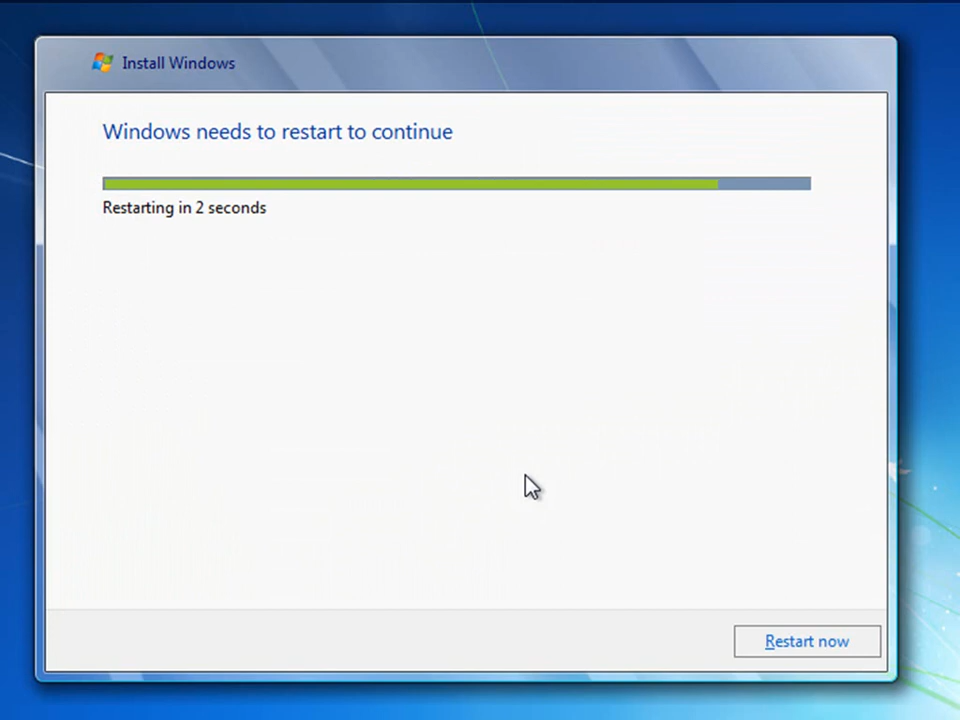 Install Windows
Windows needs to restart to continue
Restarting in 2 seconds
Restart now